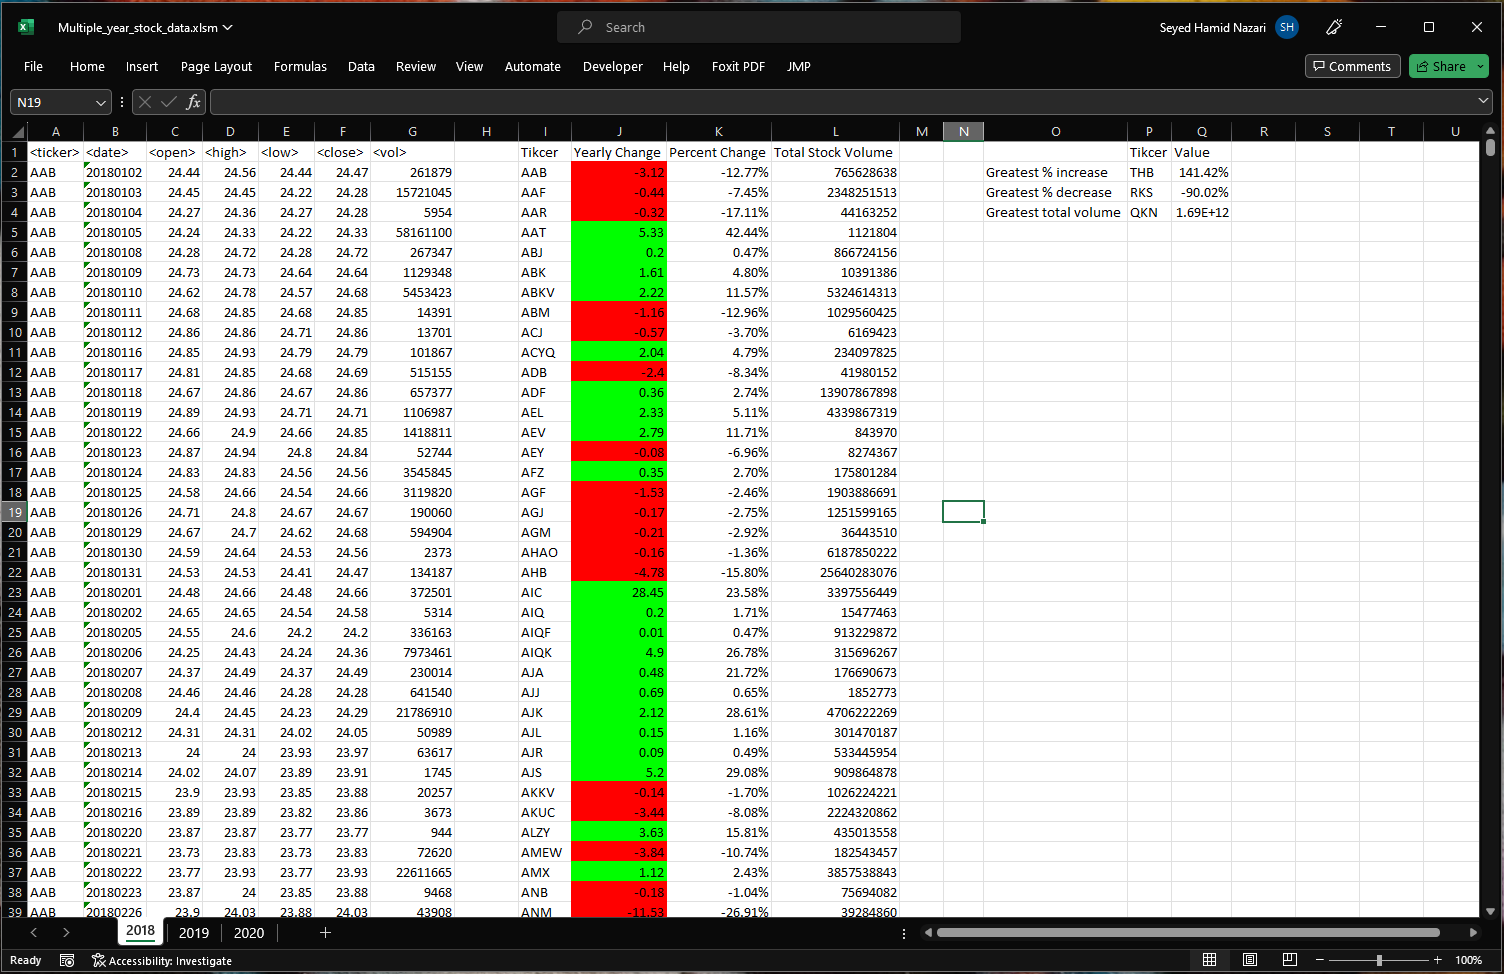 Multiple_year_stock_data.xlsm
Search
Seyed Hamid Nazari SH
File Home Insert Page Layout Formulas Data Review View Automate Developer Help Foxit PDF JMP
Comments Share
N19 fx
A B C D E F G H I J K L M N O P Q R S T U
1 <ticker> <date> <open> <high> <low> <close> <vol> Tikcer Yearly Change Percent Change Total Stock Volume Tikcer Value
2 AAB 20180102 24.44 24.56 24.44 24.47 261879 AAB -3.12 -12.77% 765628638 Greatest % increase THB 141.42%
3 AAB 20180103 24.45 24.45 24.22 24.28 15721045 AAF -0.44 -7.45% 2348251513 Greatest % decrease RKS -90.02%
4 AAB 20180104 24.27 24.36 24.27 24.28 5954 AAR -0.32 -17.11% 44163252 Greatest total volume QKN 1.69E+12
5 AAB 20180105 24.24 24.33 24.22 24.33 58161100 AAT 5.33 42.44% 1121804
6 AAB 20180108 24.28 24.72 24.28 24.72 267347 ABJ 0.2 0.47% 866724156
7 AAB 20180109 24.73 24.73 24.64 24.64 1129348 ABK 1.61 4.80% 10391386
8 AAB 20180110 24.62 24.78 24.57 24.68 5453423 ABKV 2.22 11.57% 5324614313
9 AAB 20180111 24.68 24.85 24.68 24.85 14391 ABM -1.16 -12.96% 1029560425
10 AAB 20180112 24.86 24.86 24.71 24.86 13701 ACJ -0.57 -3.70% 6169423
11 AAB 20180116 24.85 24.93 24.79 24.79 101867 ACYQ 2.04 4.79% 234097825
12 AAB 20180117 24.81 24.85 24.68 24.69 515155 ADB -2.4 -8.34% 41980152
13 AAB 20180118 24.67 24.86 24.67 24.86 657377 ADF 0.36 2.74% 13907867898
14 AAB 20180119 24.89 24.93 24.71 24.71 1106987 AEL 2.33 5.11% 4339867319
15 AAB 20180122 24.66 24.9 24.66 24.85 1418811 AEV 2.79 11.71% 843970
16 AAB 20180123 24.87 24.94 24.8 24.84 52744 AEY -0.08 -6.96% 8274367
17 AAB 20180124 24.83 24.83 24.56 24.56 3545845 AFZ 0.35 2.70% 175801284
18 AAB 20180125 24.58 24.66 24.54 24.66 3119820 AGF -1.53 -2.46% 1903886691
19 AAB 20180126 24.71 24.8 24.67 24.67 190060 AGJ -0.17 -2.75% 1251599165
20 AAB 20180129 24.67 24.7 24.62 24.68 594904 AGM -0.21 -2.92% 36443510
21 AAB 20180130 24.59 24.64 24.53 24.56 2373 AHAO -0.16 -1.36% 6187850222
22 AAB 20180131 24.53 24.53 24.41 24.47 134187 AHB -4.78 -15.80% 25640283076
23 AAB 20180201 24.48 24.66 24.48 24.66 372501 AIC 28.45 23.58% 3397556449
24 AAB 20180202 24.65 24.65 24.54 24.58 5314 AIQ 0.2 1.71% 15477463
25 AAB 20180205 24.55 24.6 24.2 24.2 336163 AIQF 0.01 0.47% 913229872
26 AAB 20180206 24.25 24.43 24.24 24.36 7973461 AIQK 4.9 26.78% 315696267
27 AAB 20180207 24.37 24.49 24.37 24.49 230014 AJA 0.48 21.72% 176690673
28 AAB 20180208 24.46 24.46 24.28 24.28 641540 AJJ 0.69 0.65% 1852773
29 AAB 20180209 24.4 24.45 24.23 24.29 21786910 AJK 2.12 28.61% 4706222269
30 AAB 20180212 24.31 24.31 24.02 24.05 50989 AJL 0.15 1.16% 301470187
31 AAB 20180213 24 24 23.93 23.97 63617 AJR 0.09 0.49% 533445954
32 AAB 20180214 24.02 24.07 23.89 23.91 1745 AJS 5.2 29.08% 909864878
33 AAB 20180215 23.9 23.93 23.85 23.88 20257 AKKV -0.14 -1.70% 1026224221
34 AAB 20180216 23.89 23.89 23.82 23.86 3673 AKUC -3.44 -8.08% 2224320862
35 AAB 20180220 23.87 23.87 23.77 23.77 944 ALZY 3.63 15.81% 435013558
36 AAB 20180221 23.73 23.83 23.73 23.83 72620 AMEW -3.84 -10.74% 182543457
37 AAB 20180222 23.77 23.93 23.77 23.93 22611665 AMX 1.12 2.43% 3857538843
38 AAB 20180223 23.87 24 23.85 23.88 9468 ANB -0.18 -1.04% 75694082
39 AAB 20180226 23.9 24.03 23.88 24.03 43908 ANM -11.53 -26.91% 39284860
2018 2019 2020
Ready Accessibility: Investigate 100%